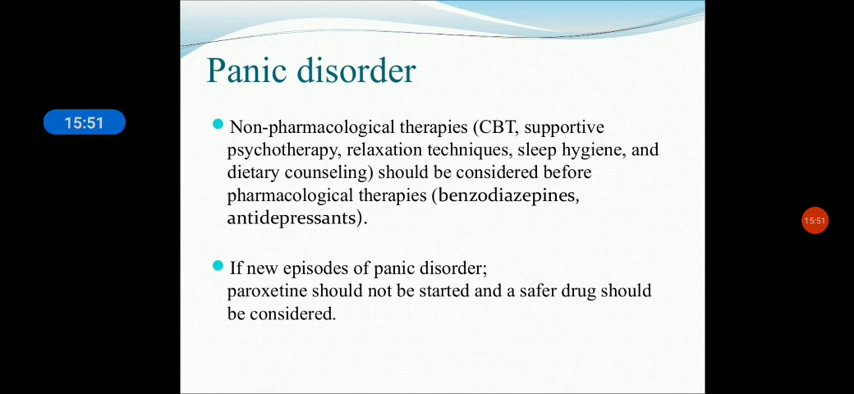 Panic disorder
15:51
Non-pharmacological therapies (CBT, supportive
psychotherapy, relaxation techniques, sleep hygiene, and
dietary counseling) should be considered before
pharmacological therapies (benzodiazepines,
antidepressants).
15:51
If new episodes of panic disorder;
paroxetine should not be started and a safer drug should
be considered.